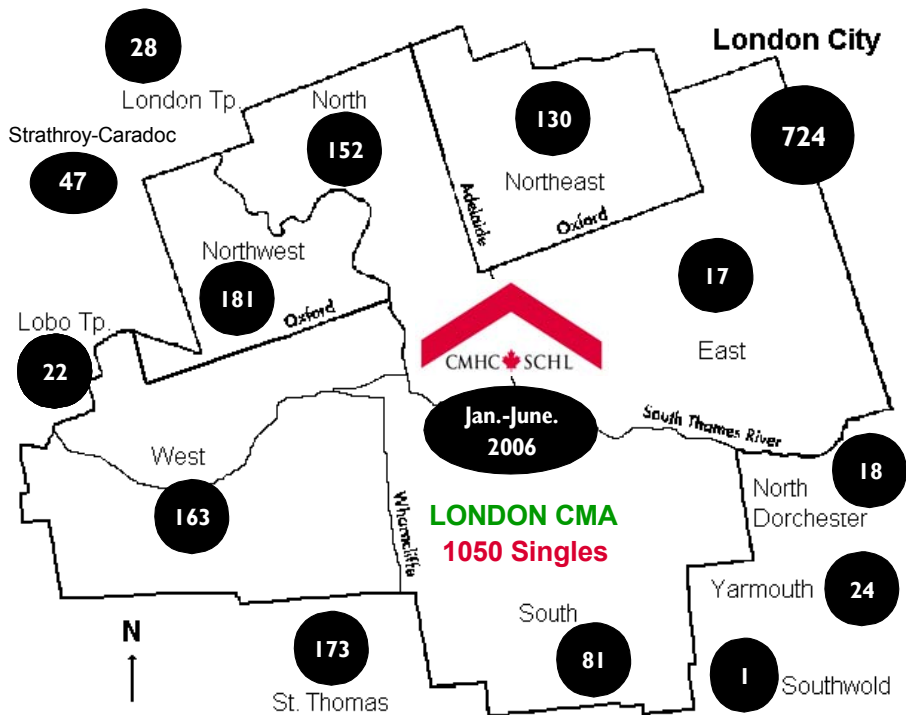 28
London Tp.
London City
North
152
130
724
Strathroy-Caradoc
47
Northeast
Adelaide
Oxford
Northwest
181
17
Oxford
Lobo Tp.
22
CMHC SCHL
East
Jan.-June.
2006
South Thames River
West
163
Wharncliffe
LONDON CMA
1050 Singles
18
North
Dorchester
Yarmouth
24
N
173
St. Thomas
South
81
1
Southwold